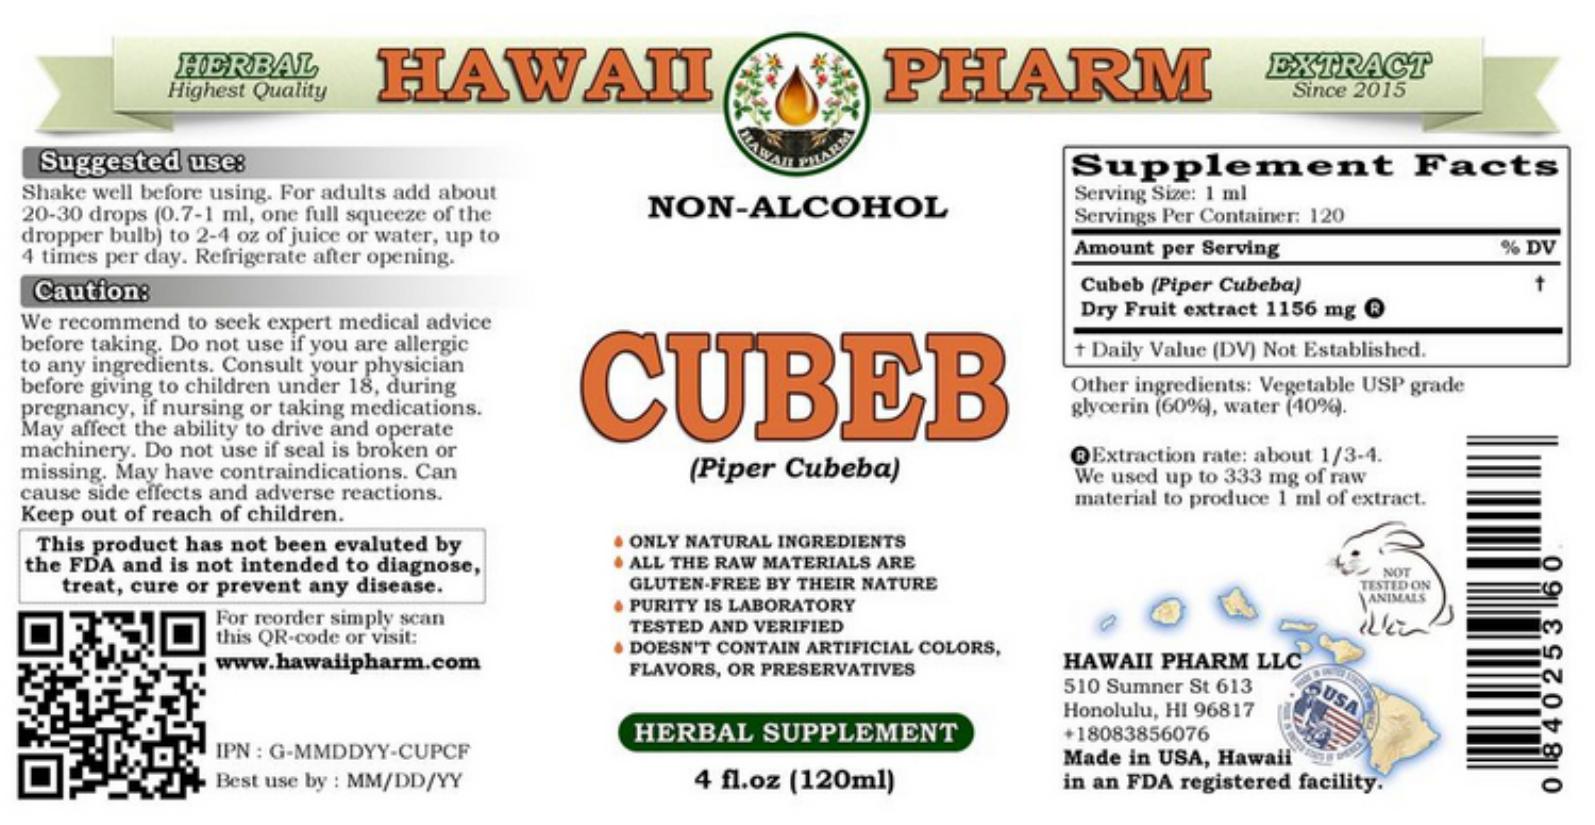 HERBAL
Highest Quality
HAWAII PHARM
HAWAII PHARM
EXTRACT
Since 2015
Suggested use:
Shake well before using. For adults add about
20-30 drops (0.7-1 ml, one full squeeze of the
dropper bulb) to 2-4 oz of juice or water, up to
4 times per day. Refrigerate after opening.
Caution:
We recommend to seek expert medical advice
before taking. Do not use if you are allergic
to any ingredients. Consult your physician
before giving to children under 18, during
pregnancy, if nursing or taking medications.
May affect the ability to drive and operate
machinery. Do not use if seal is broken or
missing. May have contraindications. Can
cause side effects and adverse reactions.
Keep out of reach of children.
This product has not been evaluted by
the FDA and is not intended to diagnose,
treat, cure or prevent any disease.
For reorder simply scan
this QR-code or visit:
www.hawaiipharm.com
IPN : G-MMDDYY-CUPCF
Best use by : MM/DD/YY
NON-ALCOHOL
CUBEB
(Piper Cubeba)
ONLY NATURAL INGREDIENTS
ALL THE RAW MATERIALS ARE
GLUTEN-FREE BY THEIR NATURE
PURITY IS LABORATORY
TESTED AND VERIFIED
DOESN'T CONTAIN ARTIFICIAL COLORS,
FLAVORS, OR PRESERVATIVES
HERBAL SUPPLEMENT
4 fl.oz (120ml)
Supplement Facts
Serving Size: 1 ml
Servings Per Container: 120
Amount per Serving % DV
Cubeb (Piper Cubeba) †
Dry Fruit extract 1156 mg R
† Daily Value (DV) Not Established.
Other ingredients: Vegetable USP grade
glycerin (60%), water (40%).
R Extraction rate: about 1/3-4.
We used up to 333 mg of raw
material to produce 1 ml of extract.
NOT
TESTED ON
ANIMALS
HAWAII PHARM LLC
510 Sumner St 613
Honolulu, HI 96817
+18083856076
Made in USA, Hawaii
in an FDA registered facility.
USA
0 84025 53160